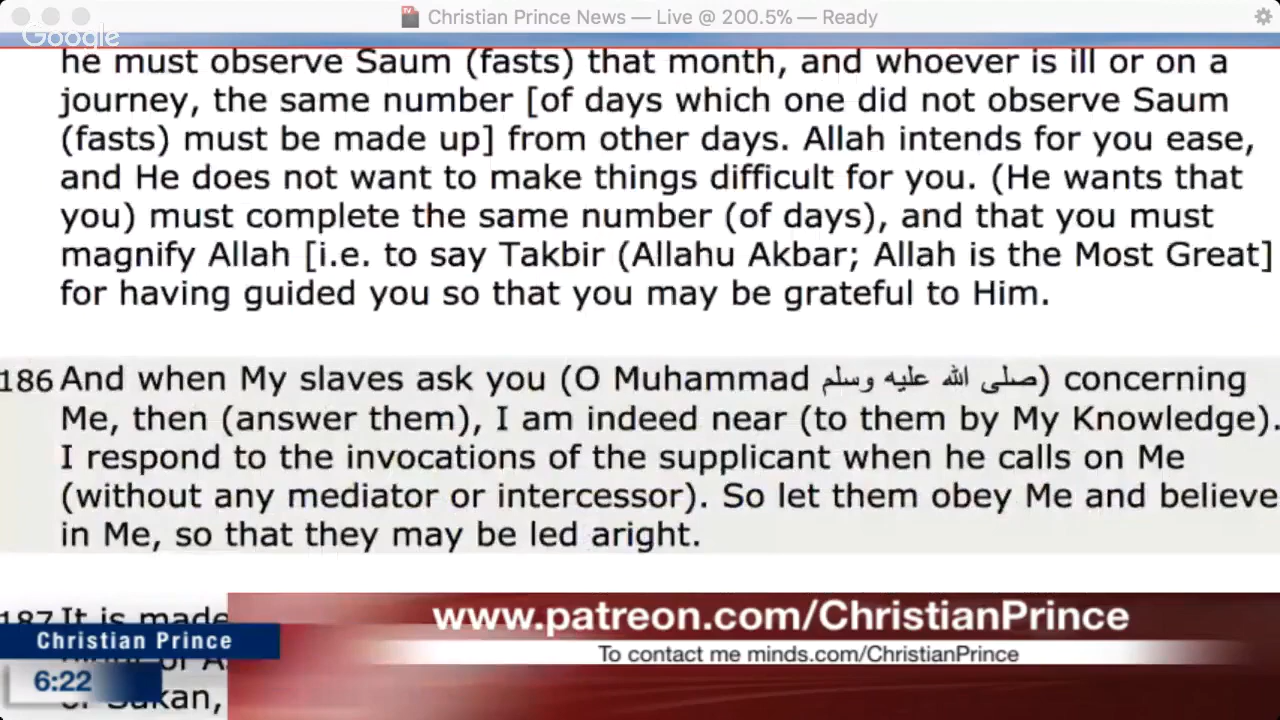 Christian Prince News — Live @ 200.5% — Ready
Google
he must observe Saum (fasts) that month, and whoever is ill or on a
journey, the same number [of days which one did not observe Saum
(fasts) must be made up] from other days. Allah intends for you ease,
and He does not want to make things difficult for you. (He wants that
you) must complete the same number (of days), and that you must
magnify Allah [i.e. to say Takbir (Allahu Akbar; Allah is the Most Great]
for having guided you so that you may be grateful to Him.
186 And when My slaves ask you (O Muhammad صلى الله عليه وسلم) concerning
Me, then (answer them), I am indeed near (to them by My Knowledge).
I respond to the invocations of the supplicant when he calls on Me
(without any mediator or intercessor). So let them obey Me and believe
in Me, so that they may be led aright.
187 It is made
www.patreon.com/ChristianPrince
Christian Prince
To contact me minds.com/ChristianPrince
6:22